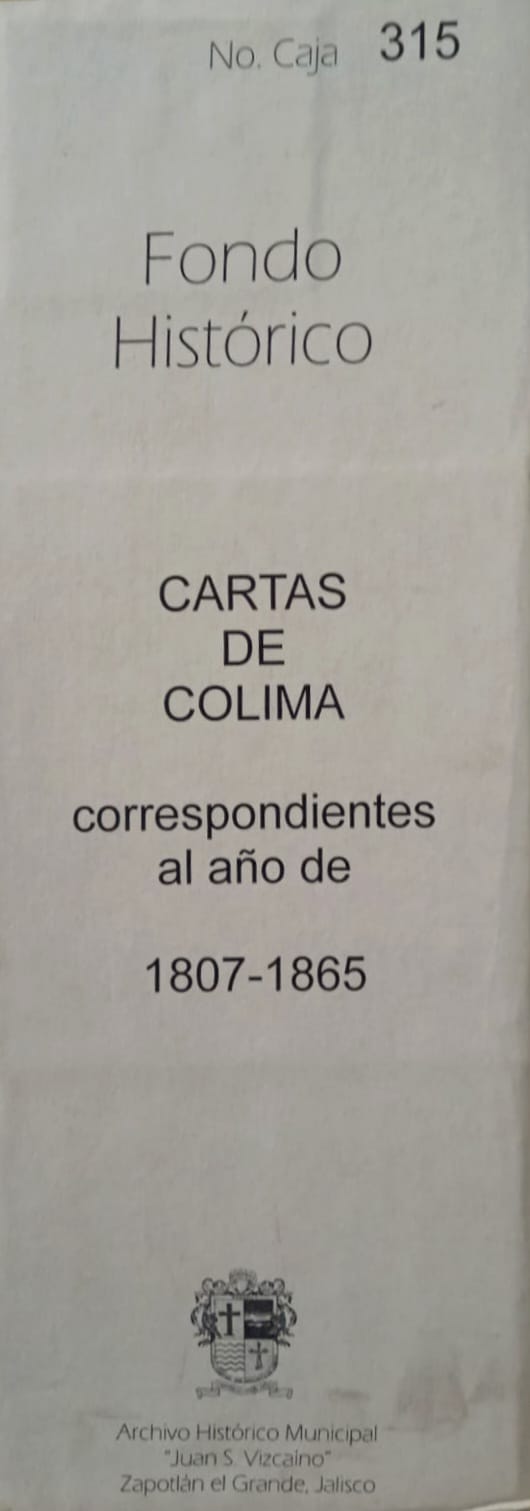 No. Caja 315
Fondo
Histórico
CARTAS
DE
COLIMA
correspondientes
al año de
1807-1865
Archivo Histórico Municipal
"Juan S. Vizcaino"
Zapotlán el Grande, Jalisco